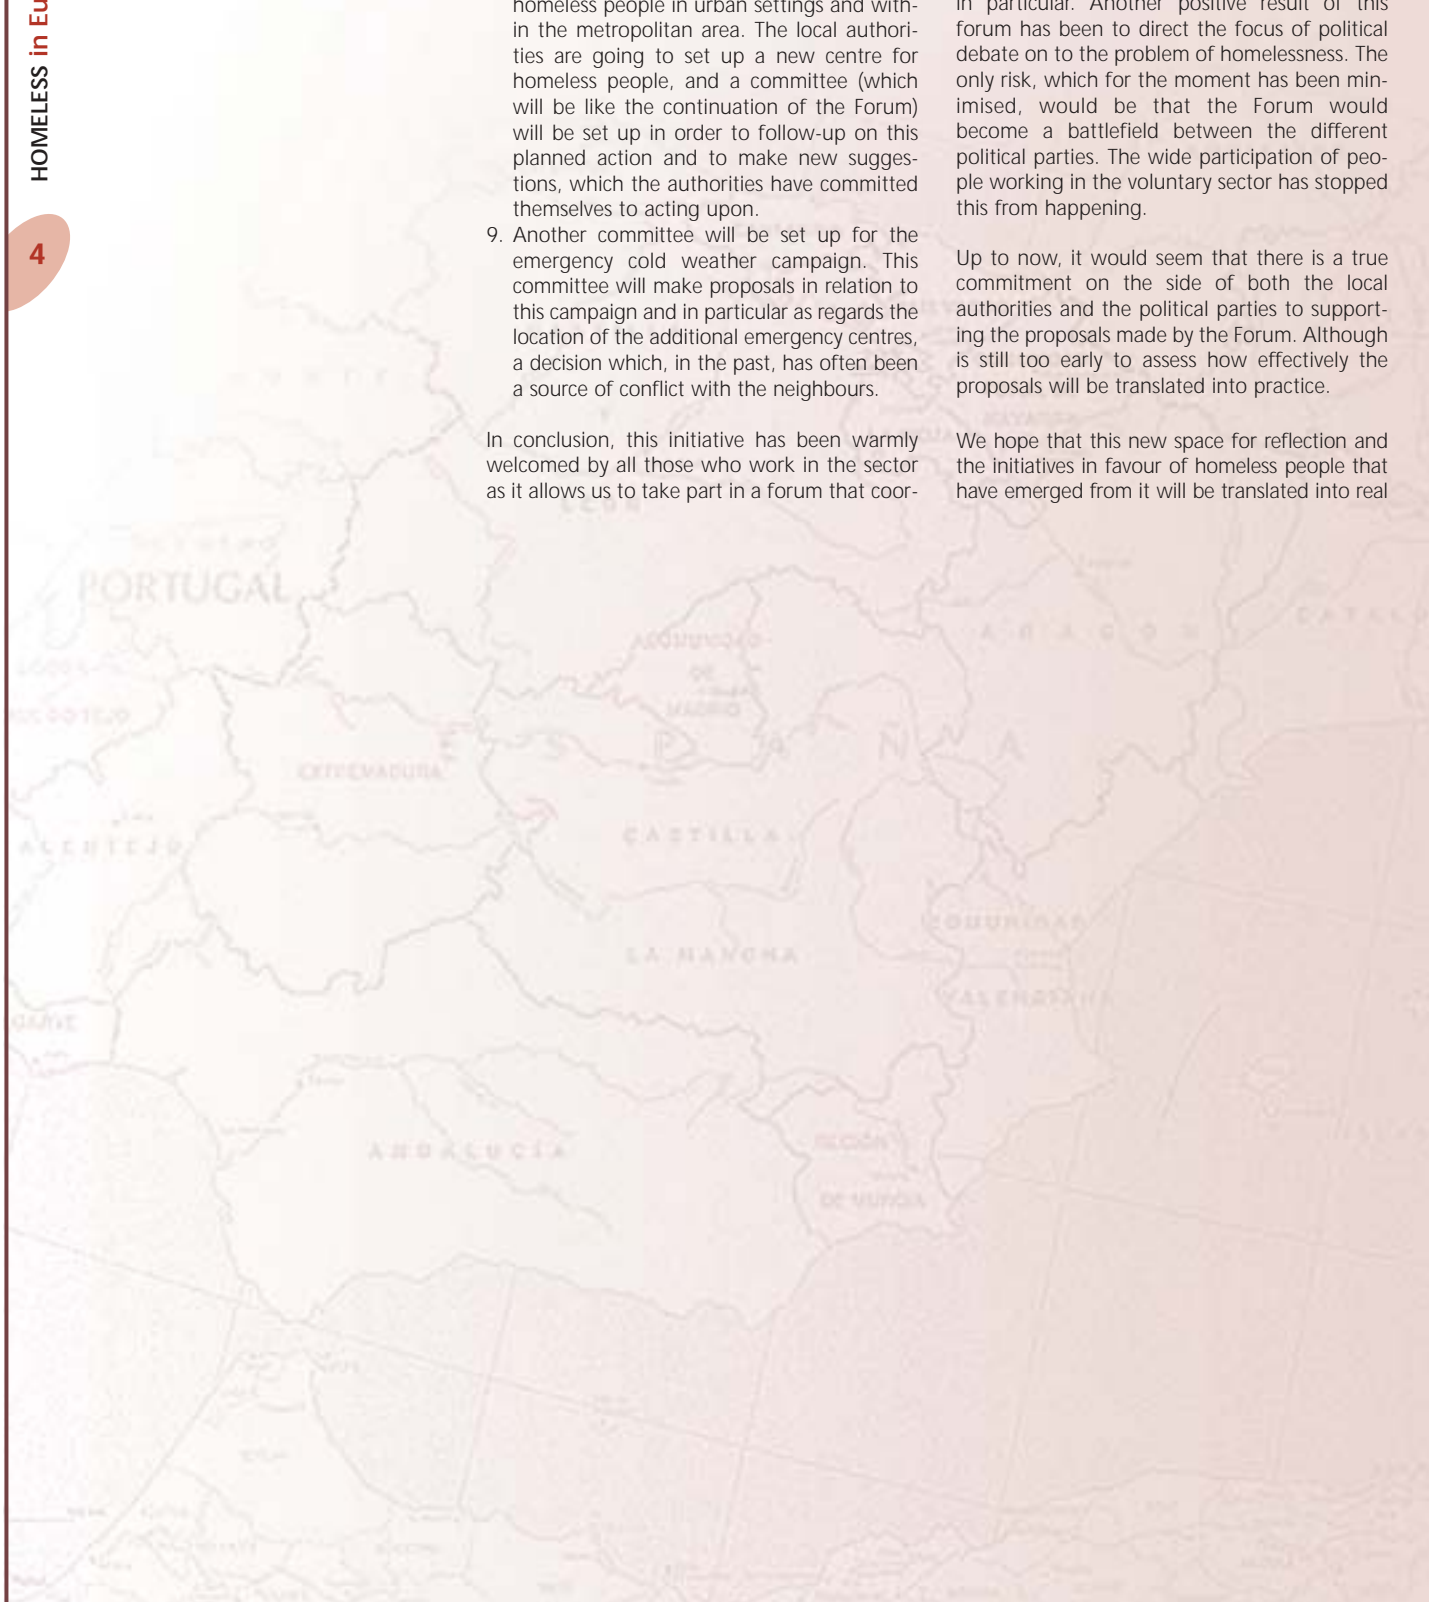 HOMELESS in Eu
4
homeless people in urban settings and with-
in the metropolitan area. The local authori-
ties are going to set up a new centre for
homeless people, and a committee (which
will be like the continuation of the Forum)
will be set up in order to follow-up on this
planned action and to make new sugges-
tions, which the authorities have committed
themselves to acting upon.
9. Another committee will be set up for the
emergency cold weather campaign. This
committee will make proposals in relation to
this campaign and in particular as regards the
location of the additional emergency centres,
a decision which, in the past, has often been
a source of conflict with the neighbours.
In conclusion, this initiative has been warmly
welcomed by all those who work in the sector
as it allows us to take part in a forum that coor-
in particular. Another positive result of this
forum has been to direct the focus of political
debate on to the problem of homelessness. The
only risk, which for the moment has been min-
imised, would be that the Forum would
become a battlefield between the different
political parties. The wide participation of peo-
ple working in the voluntary sector has stopped
this from happening.
Up to now, it would seem that there is a true
commitment on the side of both the local
authorities and the political parties to support-
ing the proposals made by the Forum. Although
is still too early to assess how effectively the
proposals will be translated into practice.
We hope that this new space for reflection and
the initiatives in favour of homeless people that
have emerged from it will be translated into real
LEÓN
PORTUGAL
ARAGÓN
DE
MADRID
ESPAÑA
EXTREMADURA
CASTILLA
ALENTEJO
COMUNIDAD
LA MANCHA
VALENCIANA
ANDALUCÍA
REGIÓN
DE MURCIA